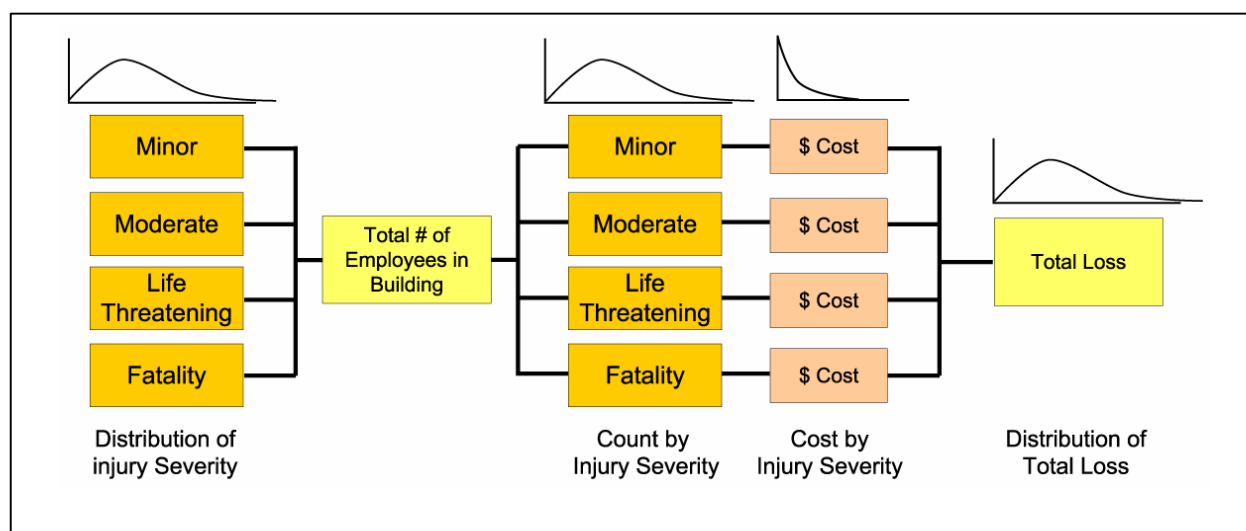 Minor
Moderate
Life
Threatening
Fatality
Distribution of
injury Severity
Total # of
Employees in
Building
Minor
Moderate
Life
Threatening
Fatality
Count by
Injury Severity
$ Cost
$ Cost
$ Cost
$ Cost
Cost by
Injury Severity
Total Loss
Distribution of
Total Loss